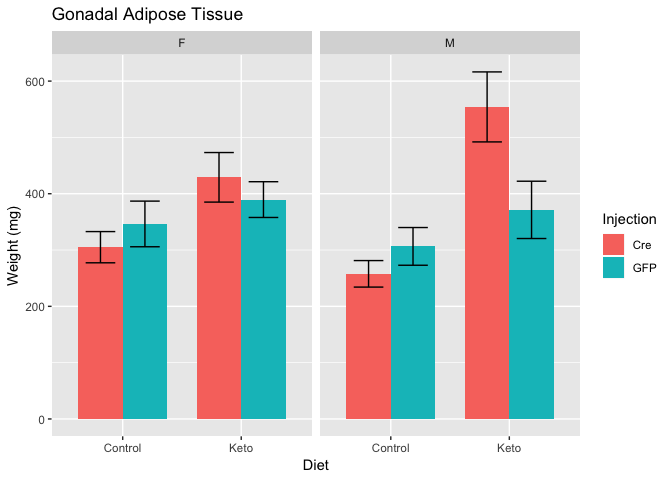 Gonadal Adipose Tissue
F
M
600
400
200
0
Weight (mg)
Control
Keto
Control
Keto
Diet
Injection
Cre
GFP